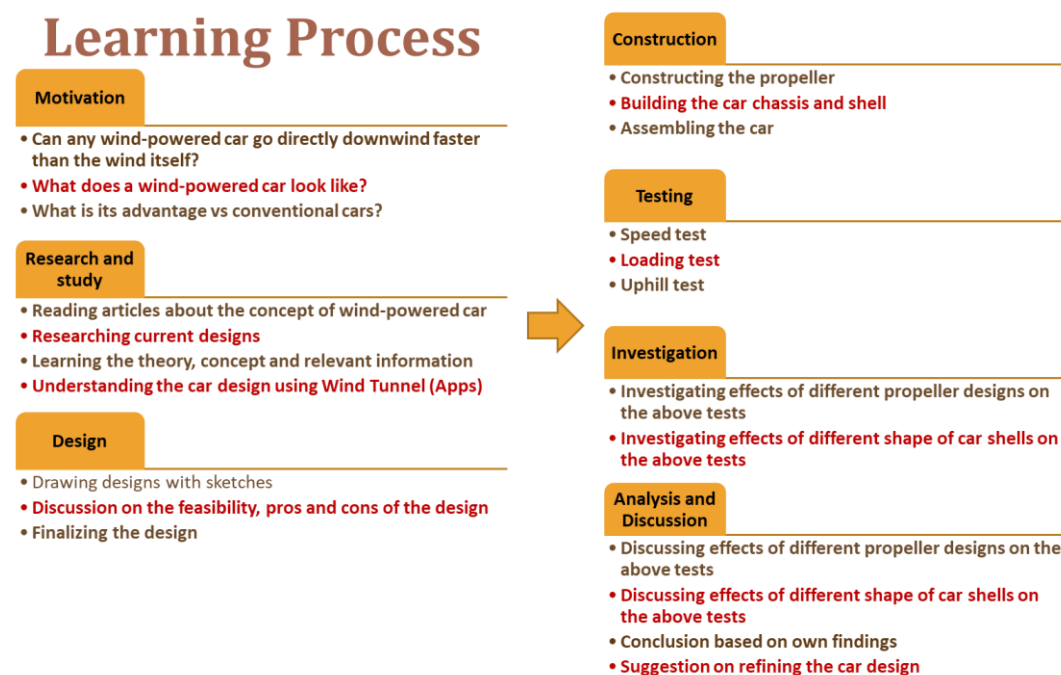 Learning Process
Motivation
• Can any wind-powered car go directly downwind faster
than the wind itself?
• What does a wind-powered car look like?
• What is its advantage vs conventional cars?
Research and
study
• Reading articles about the concept of wind-powered car
• Researching current designs
• Learning the theory, concept and relevant information
• Understanding the car design using Wind Tunnel (Apps)
Design
• Drawing designs with sketches
• Discussion on the feasibility, pros and cons of the design
• Finalizing the design
Construction
• Constructing the propeller
• Building the car chassis and shell
• Assembling the car
Testing
• Speed test
• Loading test
• Uphill test
Investigation
• Investigating effects of different propeller designs on
the above tests
• Investigating effects of different shape of car shells on
the above tests
Analysis and
Discussion
• Discussing effects of different propeller designs on the
above tests
• Discussing effects of different shape of car shells on
the above tests
• Conclusion based on own findings
• Suggestion on refining the car design